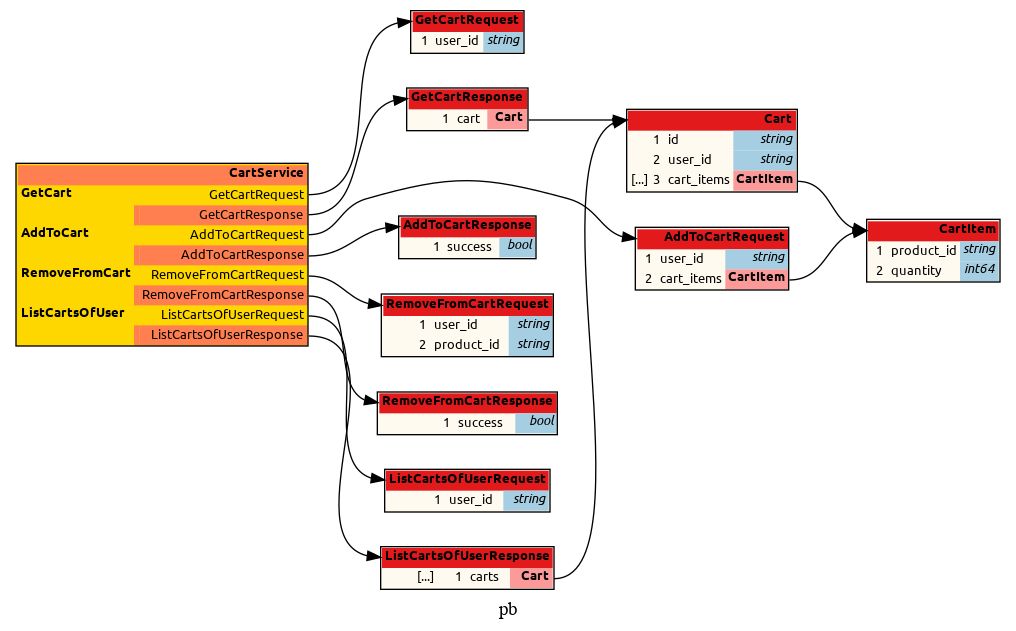 CartService
GetCart GetCartRequest
GetCartResponse
AddToCart AddToCartRequest
AddToCartResponse
RemoveFromCart RemoveFromCartRequest
RemoveFromCartResponse
ListCartsOfUser ListCartsOfUserRequest
ListCartsOfUserResponse
GetCartRequest
1 user_id string
GetCartResponse
1 cart Cart
AddToCartResponse
1 success bool
RemoveFromCartRequest
1 user_id string
2 product_id string
RemoveFromCartResponse
1 success bool
ListCartsOfUserRequest
1 user_id string
ListCartsOfUserResponse
[...] 1 carts Cart
Cart
1 id string
2 user_id string
[...] 3 cart_items CartItem
AddToCartRequest
1 user_id string
2 cart_items CartItem
CartItem
1 product_id string
2 quantity int64
pb